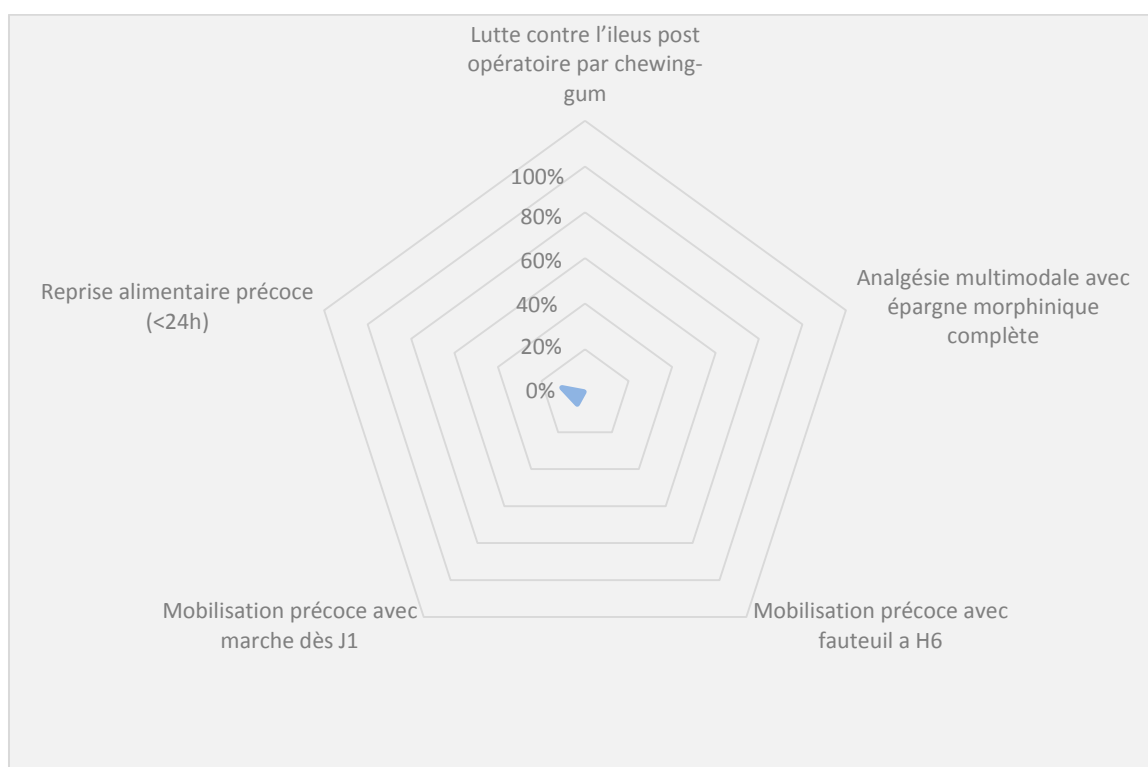 Lutte contre l’ileus post
opératoire par chewing-
gum
100%
80%
60%
40%
20%
0%
Analgésie multimodale avec
épargne morphinique
complète
Reprise alimentaire précoce
(<24h)
Mobilisation précoce avec
marche dès J1
Mobilisation précoce avec
fauteuil a H6